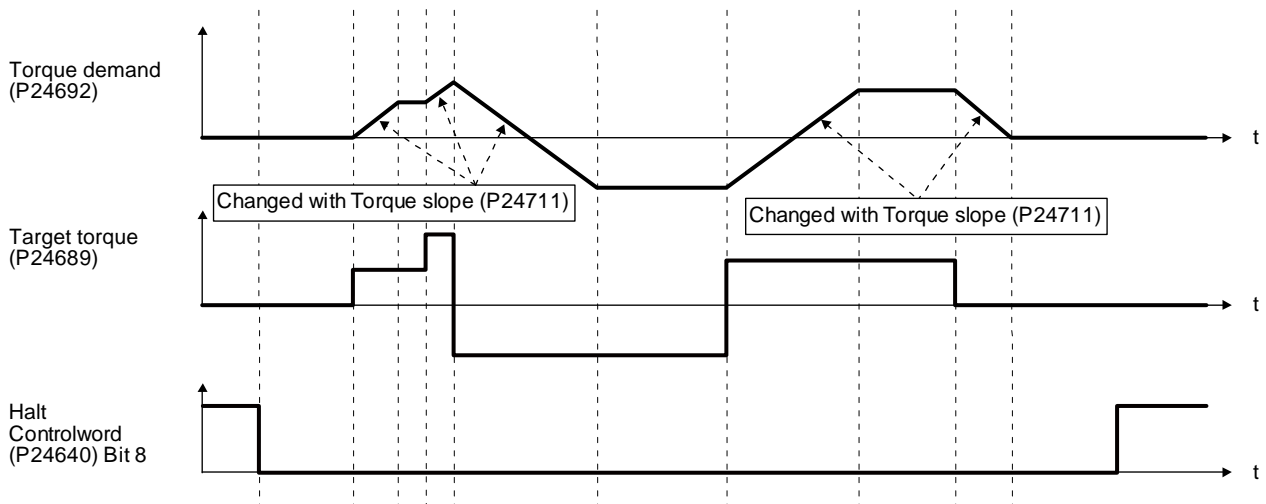 Torque demand
(P24692)
t
Changed with Torque slope (P24711)
Changed with Torque slope (P24711)
Target torque
(P24689)
t
Halt
Controlword
(P24640) Bit 8
t